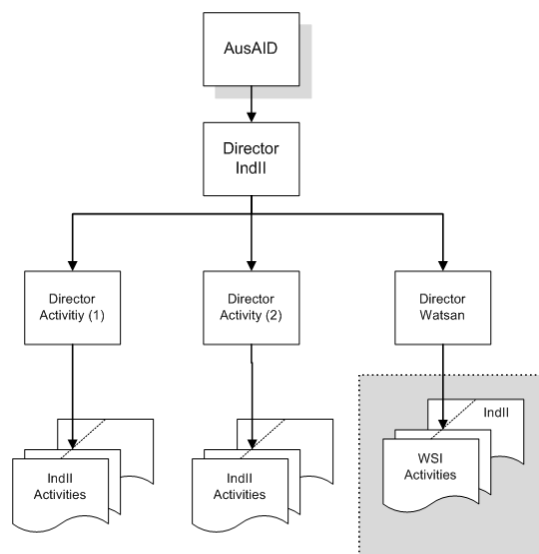 AusAID
Director
IndII
Director
Activitiy (1)
Director
Activity (2)
Director
Watsan
IndII
IndII
Activities
IndII
Activities
WSI
Activities